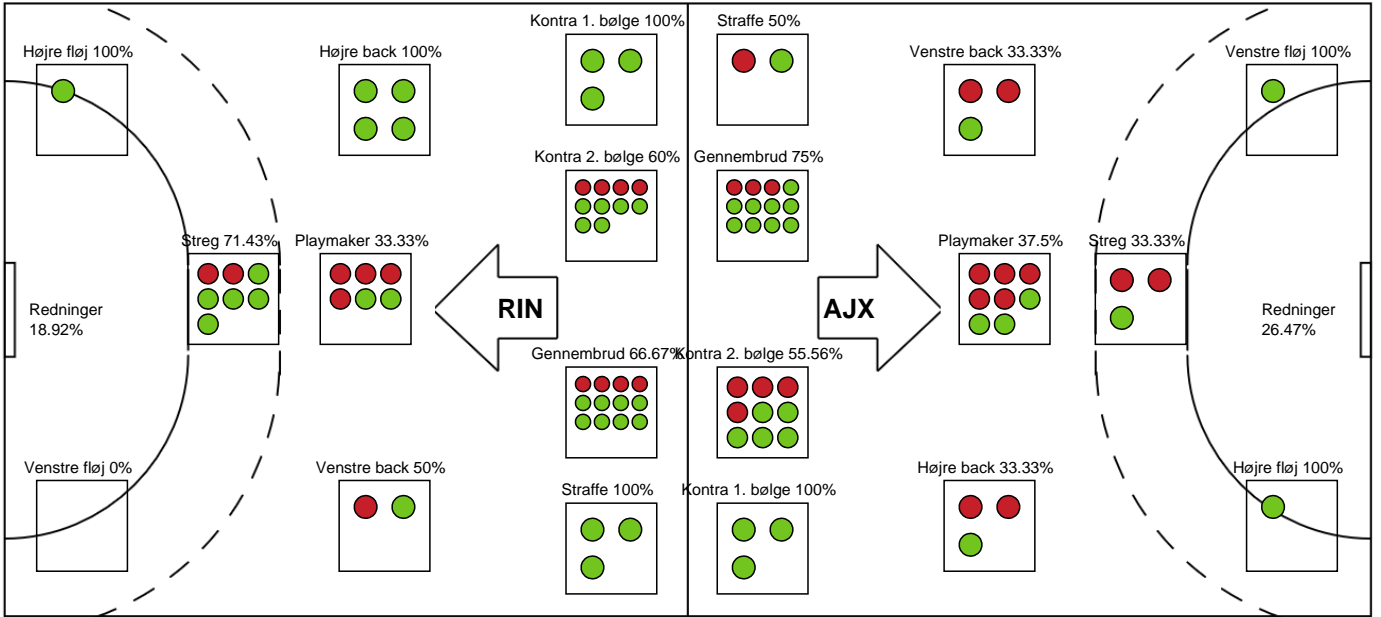 Kontra 1. bølge 100%
Straffe 50%
Højre fløj 100%
Højre back 100%
Venstre back 33.33%
Venstre fløj 100%
Kontra 2. bølge 60%
Gennembrud 75%
Streg 71.43%
Playmaker 33.33%
Playmaker 37.5%
Streg 33.33%
Redninger
18.92%
RIN
AJX
Redninger
26.47%
Gennembrud 66.67%
Kontra 2. bølge 55.56%
Venstre fløj 0%
Venstre back 50%
Højre back 33.33%
Højre fløj 100%
Straffe 100%
Kontra 1. bølge 100%